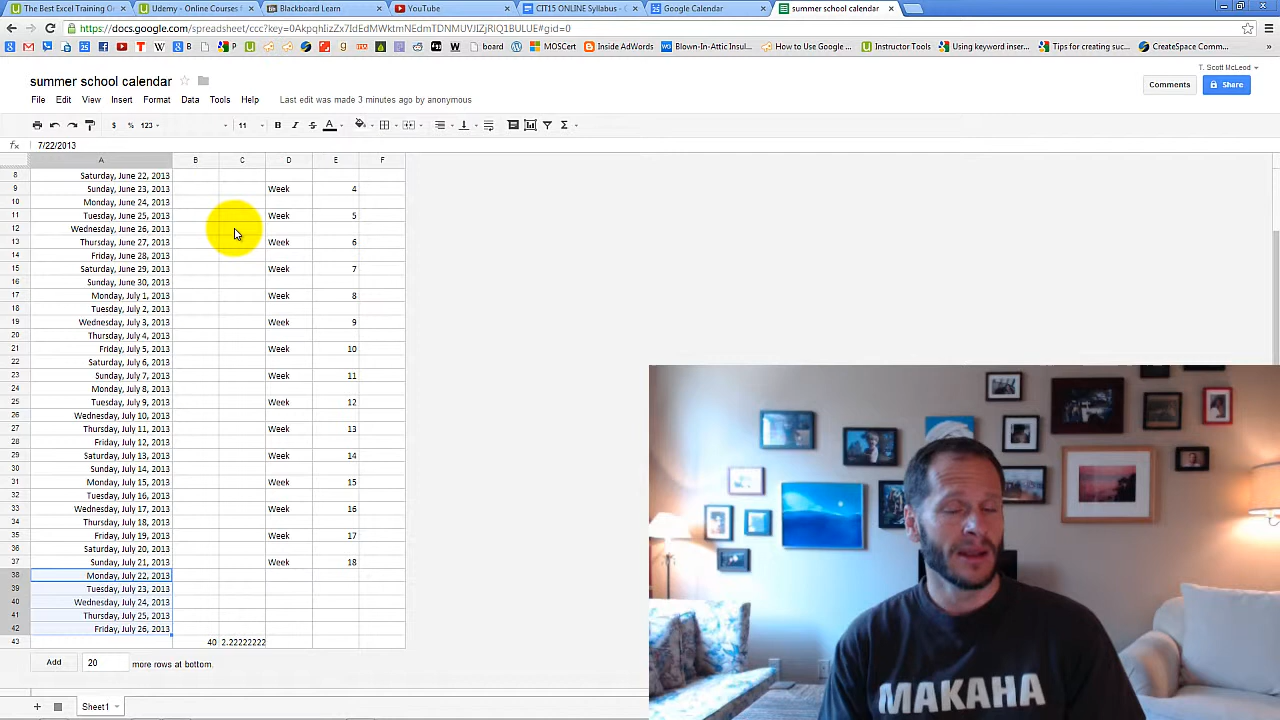 The Best Excel Training On
Udemy - Online Courses f
Blackboard Learn
YouTube
CIT15 ONLINE Syllabus -
Google Calendar
summer school calendar
MOSCert
Inside AdWords
Blown-In-Attic Insul
How to Use Google
Instructor Tools
Using keyword inser
Tips for creating suc
CreateSpace Comm
board
T. Scott McLeod
summer school calendar
Comments
Share
File Edit View Insert Format Data Tools Help Last edit was made 3 minutes ago by anonymous
$ % 123 11 B I S A Σ
fx 7/22/2013
A B C D E F
8 Saturday, June 22, 2013
9 Sunday, June 23, 2013 Week 4
10 Monday, June 24, 2013
11 Tuesday, June 25, 2013 Week 5
12 Wednesday, June 26, 2013
13 Thursday, June 27, 2013 Week 6
14 Friday, June 28, 2013
15 Saturday, June 29, 2013 Week 7
16 Sunday, June 30, 2013
17 Monday, July 1, 2013 Week 8
18 Tuesday, July 2, 2013
19 Wednesday, July 3, 2013 Week 9
20 Thursday, July 4, 2013
21 Friday, July 5, 2013 Week 10
22 Saturday, July 6, 2013
23 Sunday, July 7, 2013 Week 11
24 Monday, July 8, 2013
25 Tuesday, July 9, 2013 Week 12
26 Wednesday, July 10, 2013
27 Thursday, July 11, 2013 Week 13
28 Friday, July 12, 2013
29 Saturday, July 13, 2013 Week 14
30 Sunday, July 14, 2013
31 Monday, July 15, 2013 Week 15
32 Tuesday, July 16, 2013
33 Wednesday, July 17, 2013 Week 16
34 Thursday, July 18, 2013
35 Friday, July 19, 2013 Week 17
36 Saturday, July 20, 2013
37 Sunday, July 21, 2013 Week 18
38 Monday, July 22, 2013
39 Tuesday, July 23, 2013
40 Wednesday, July 24, 2013
41 Thursday, July 25, 2013
42 Friday, July 26, 2013
43 40 2.22222222
Add 20 more rows at bottom.
Sheet1
MAKAHA